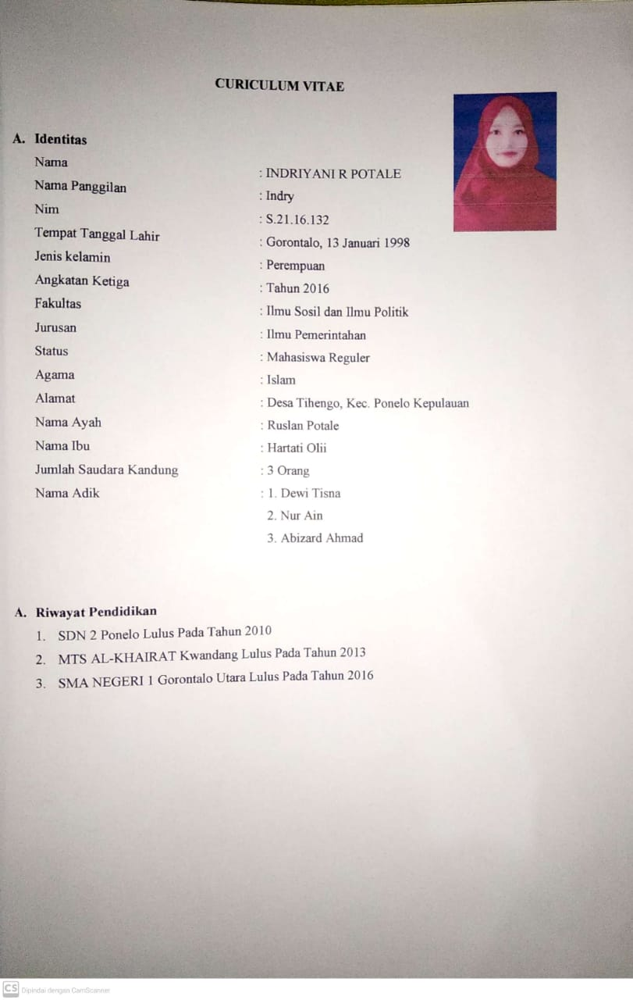 CURICULUM VITAE
A. Identitas
Nama : INDRIYANI R POTALE
Nama Panggilan : Indry
Nim : S.21.16.132
Tempat Tanggal Lahir : Gorontalo, 13 Januari 1998
Jenis kelamin : Perempuan
Angkatan Ketiga : Tahun 2016
Fakultas : Ilmu Sosil dan Ilmu Politik
Jurusan : Ilmu Pemerintahan
Status : Mahasiswa Reguler
Agama : Islam
Alamat : Desa Tihengo, Kec. Ponelo Kepulauan
Nama Ayah : Ruslan Potale
Nama Ibu : Hartati Olii
Jumlah Saudara Kandung : 3 Orang
Nama Adik : 1. Dewi Tisna
2. Nur Ain
3. Abizard Ahmad
A. Riwayat Pendidikan
1. SDN 2 Ponelo Lulus Pada Tahun 2010
2. MTS AL-KHAIRAT Kwandang Lulus Pada Tahun 2013
3. SMA NEGERI 1 Gorontalo Utara Lulus Pada Tahun 2016
CS Dipindai dengan CamScanner